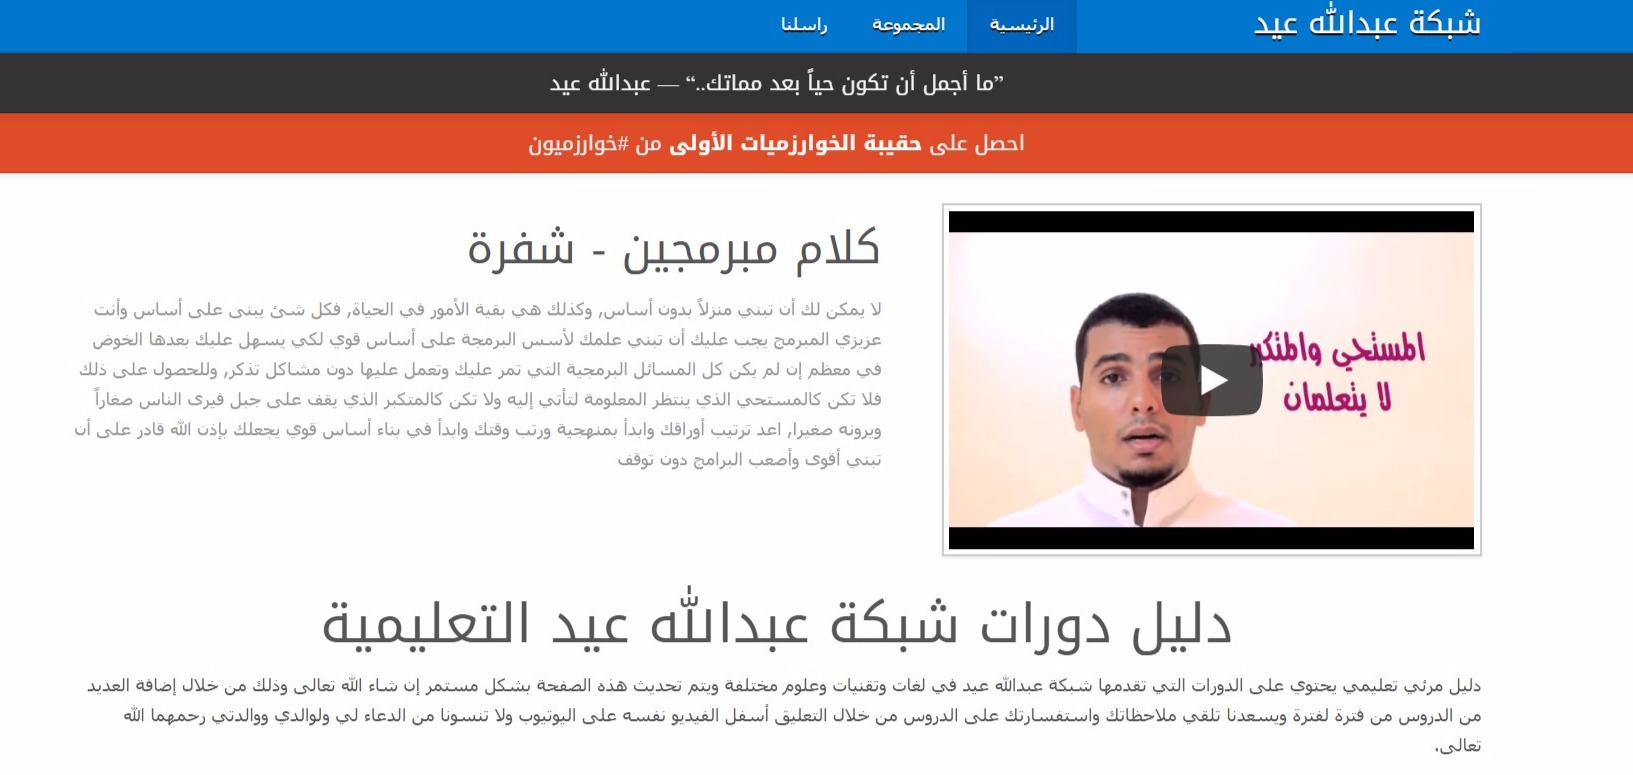 شبكة عبدالله عيد
الرئيسية
المجموعة
راسلنا
”ما أجمل أن تكون حياً بعد مماتك..“ — عبدالله عيد
احصل على حقيبة الخوارزميات الأولى من #خوارزميون
المستحي والمتكبر
لا يتعلمان
كلام مبرمجين - شفرة
لا يمكن لك أن تبني منزلاً بدون أساس, وكذلك هي بقية الأمور في الحياة, فكل شئ يبنى على أساس وأنت
عزيزي المبرمج يجب عليك أن تبني علمك لأسس البرمجة على أساس قوي لكي يسهل عليك بعدها الخوض
في معظم إن لم يكن كل المسائل البرمجية التي تمر عليك وتعمل عليها دون مشاكل تذكر, وللحصول على ذلك
فلا تكن كالمستحي الذي ينتظر المعلومة لتأتي إليه ولا تكن كالمتكبر الذي يقف على جبل فيرى الناس صغاراً
ويرونه صغيرا, اعد ترتيب أوراقك وابدأ بمنهجية ورتب وقتك وابدأ في بناء أساس قوي يجعلك بإذن الله قادر على أن
تبني أقوى وأصعب البرامج دون توقف
دليل دورات شبكة عبدالله عيد التعليمية
دليل مرئي تعليمي يحتوي على الدورات التي تقدمها شبكة عبدالله عيد في لغات وتقنيات وعلوم مختلفة ويتم تحديث هذه الصفحة بشكل مستمر إن شاء الله تعالى وذلك من خلال إضافة العديد
من الدروس من فترة لفترة ويسعدنا تلقي ملاحظاتك واستفسارتك على الدروس من خلال التعليق أسفل الفيديو نفسه على اليوتيوب ولا تنسونا من الدعاء لي ولوالدي ووالدتي رحمهما الله
تعالى.